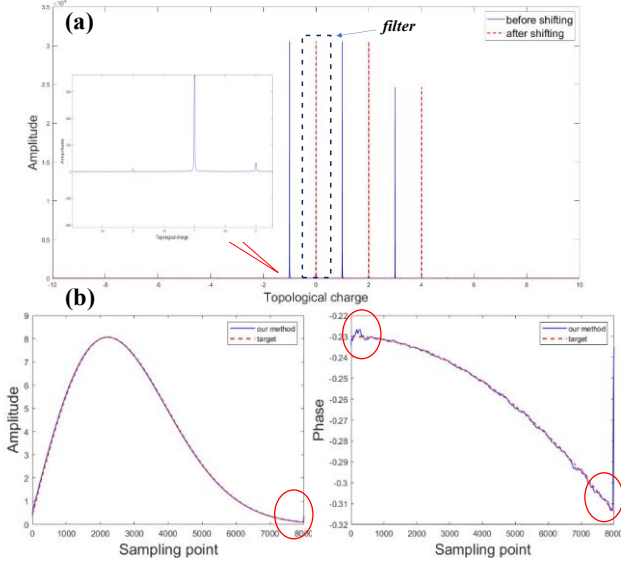 (a)
filter
before shifting
after shifting
Amplitude
Amplitude
Topological charge
3.5
3
2.5
2
1.5
1
0.5
0
-10 -8 -6 -4 -2 0 2 4 6 8 10
Topological charge
(b)
our method
target
Amplitude
9
8
7
6
5
4
3
2
1
0
0 1000 2000 3000 4000 5000 6000 7000 8000
Sampling point
our method
target
Phase
-0.22
-0.23
-0.24
-0.25
-0.26
-0.27
-0.28
-0.29
-0.3
-0.31
-0.32
0 1000 2000 3000 4000 5000 6000 7000 8000
Sampling point